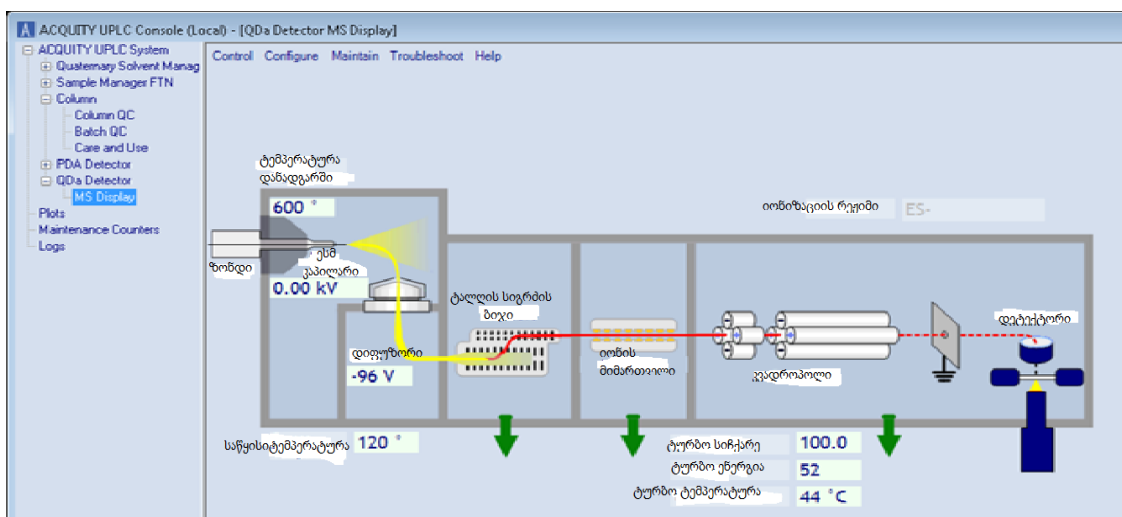 ACQUITY UPLC Console (Local) - [QDa Detector MS Display]
ACQUITY UPLC System
Quaternary Solvent Manag
Sample Manager FTN
Column
Column QC
Batch QC
Care and Use
PDA Detector
QDa Detector
MS Display
Plots
Maintenance Counters
Logs
Control Configure Maintain Troubleshoot Help
ტემპერატურა
დანადგარში
600 °
იონიზაციის რეჟიმი ES-
ზონდი
ესმ
კაპილარი
0.00 kV
ტალღის სიგრძის
ბიჯი
დეტექტორი
დიფუზორი
-96 V
იონის
მიმართველი
კვადროპოლი
საწყისიტემპერატურა 120 °
ტურბო სიჩქარე 100.0
ტურბო ენერგია 52
ტურბო ტემპერატურა 44 °C